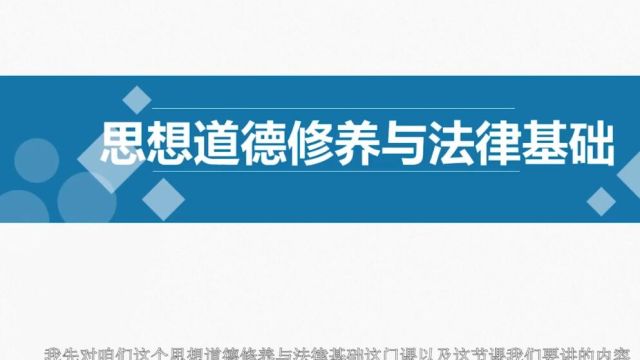 思想道德修养与法律基础
我先对咱们这个思想道德修养与法律基础这门课以及这节课我们要讲的内容